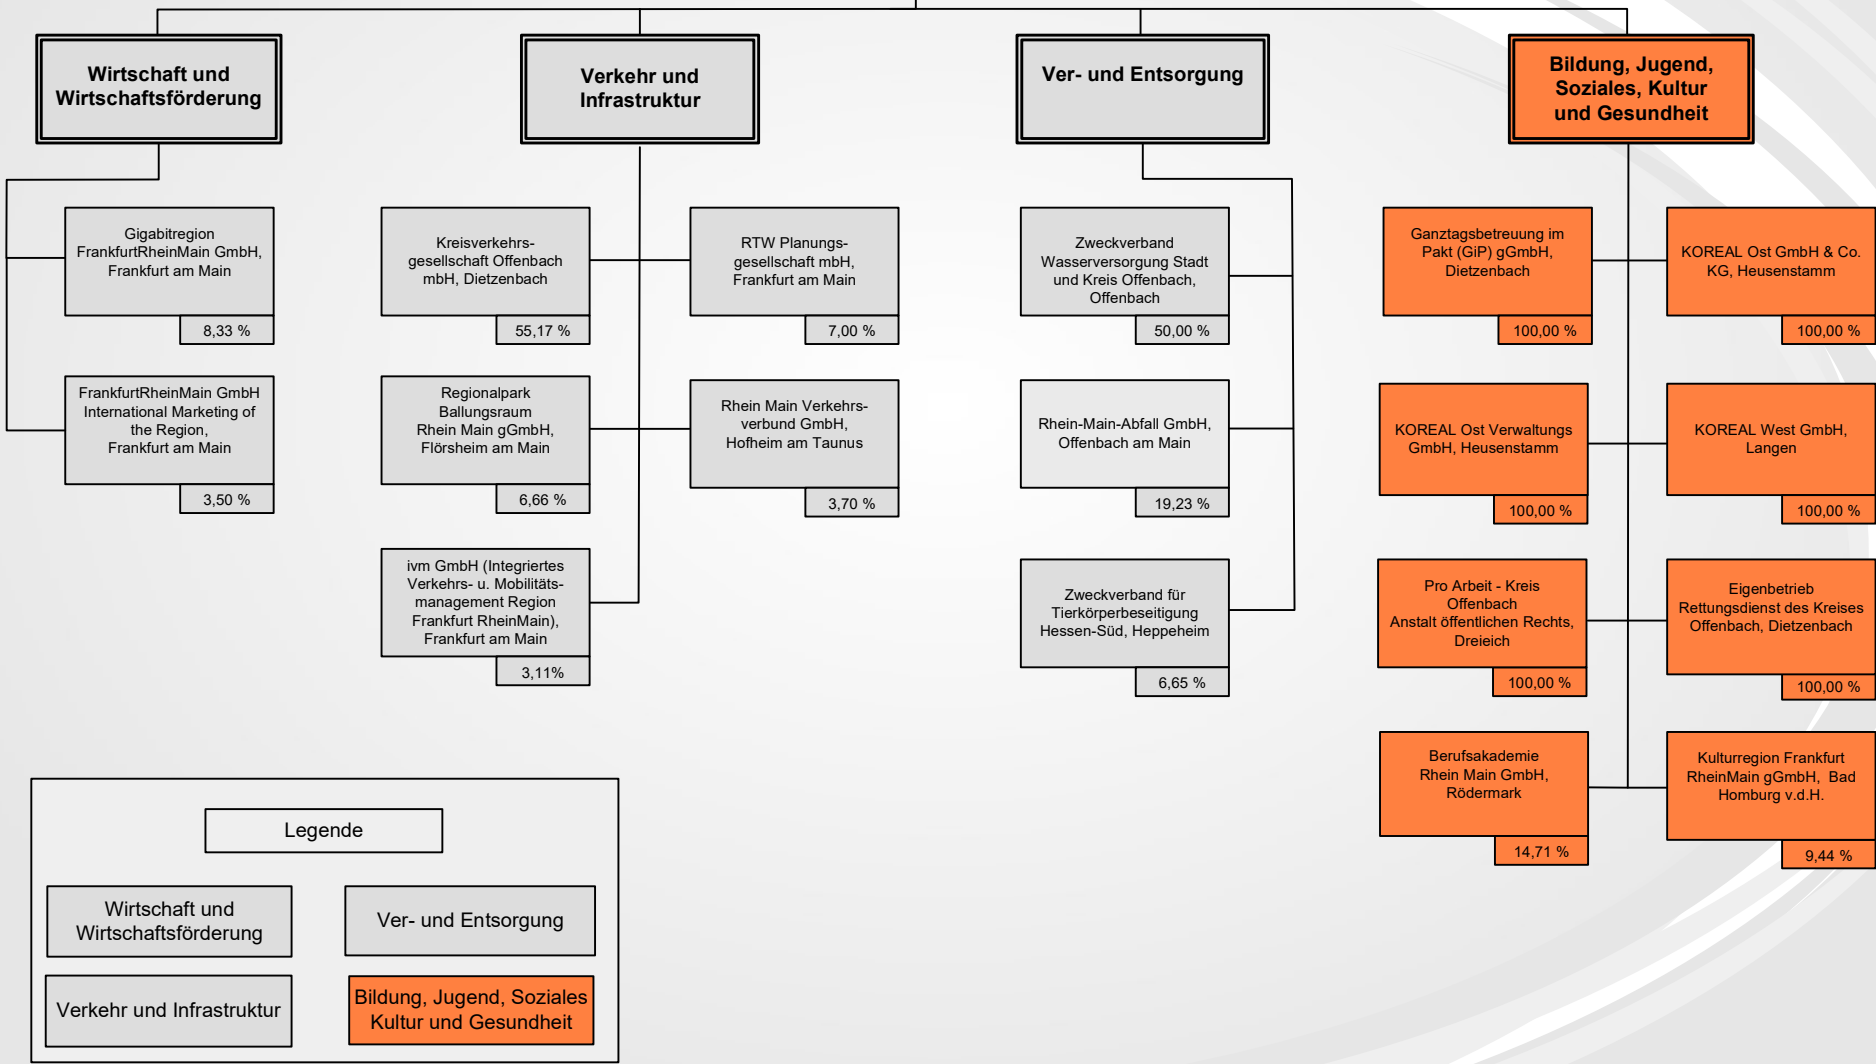 Wirtschaft und
Wirtschaftsförderung
Gigabitregion
FrankfurtRheinMain GmbH,
Frankfurt am Main
8,33 %
FrankfurtRheinMain GmbH
International Marketing of
the Region,
Frankfurt am Main
3,50 %
Verkehr und
Infrastruktur
Kreisverkehrs-
gesellschaft Offenbach
mbH, Dietzenbach
55,17 %
RTW Planungs-
gesellschaft mbH,
Frankfurt am Main
7,00 %
Regionalpark
Ballungsraum
Rhein Main gGmbH,
Flörsheim am Main
6,66 %
Rhein Main Verkehrs-
verbund GmbH,
Hofheim am Taunus
3,70 %
ivm GmbH (Integriertes
Verkehrs- u. Mobilitäts-
management Region
Frankfurt RheinMain),
Frankfurt am Main
3,11%
Ver- und Entsorgung
Zweckverband
Wasserversorgung Stadt
und Kreis Offenbach,
Offenbach
50,00 %
Rhein-Main-Abfall GmbH,
Offenbach am Main
19,23 %
Zweckverband für
Tierkörperbeseitigung
Hessen-Süd, Heppeheim
6,65 %
Bildung, Jugend,
Soziales, Kultur
und Gesundheit
Ganztagsbetreuung im
Pakt (GiP) gGmbH,
Dietzenbach
100,00 %
KOREAL Ost GmbH & Co.
KG, Heusenstamm
100,00 %
KOREAL Ost Verwaltungs
GmbH, Heusenstamm
100,00 %
KOREAL West GmbH,
Langen
100,00 %
Pro Arbeit - Kreis
Offenbach
Anstalt öffentlichen Rechts,
Dreieich
100,00 %
Eigenbetrieb
Rettungsdienst des Kreises
Offenbach, Dietzenbach
100,00 %
Berufsakademie
Rhein Main GmbH,
Rödermark
14,71 %
Kulturregion Frankfurt
RheinMain gGmbH,  Bad
Homburg v.d.H.
9,44 %
Legende
Wirtschaft und
Wirtschaftsförderung
Ver- und Entsorgung
Verkehr und Infrastruktur
Bildung, Jugend, Soziales
Kultur und Gesundheit